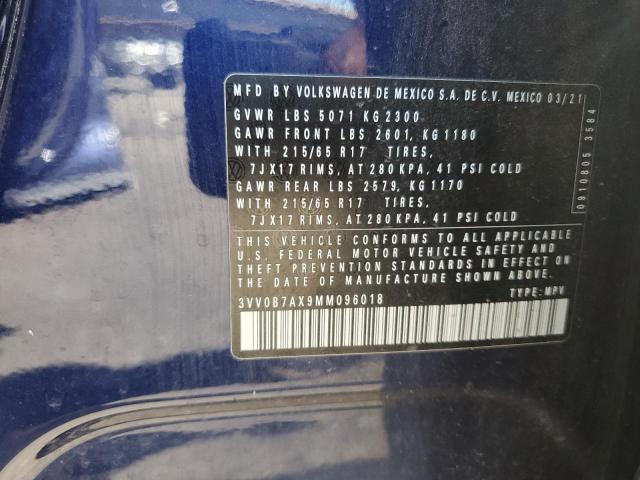 MFD BY VOLKSWAGEN DE MEXICO S.A. DE C.V. MEXICO 03/21
GVWR LBS 5071 KG 2300
GAWR FRONT LBS 2601, KG 1180
WITH 215/65 R17 TIRES,
7JX17 RIMS, AT 280 KPA, 41 PSI COLD
GAWR REAR LBS 2579, KG 1170
WITH 215/65 R17 TIRES,
7JX17 RIMS, AT 280 KPA, 41 PSI COLD
THIS VEHICLE CONFORMS TO ALL APPLICABLE
U.S. FEDERAL MOTOR VEHICLE SAFETY AND
THEFT PREVENTION STANDARDS IN EFFECT ON
THE DATE OF MANUFACTURE SHOWN ABOVE
3VV0B7AX9MM096018 TYPE:MPV
0910805 3584